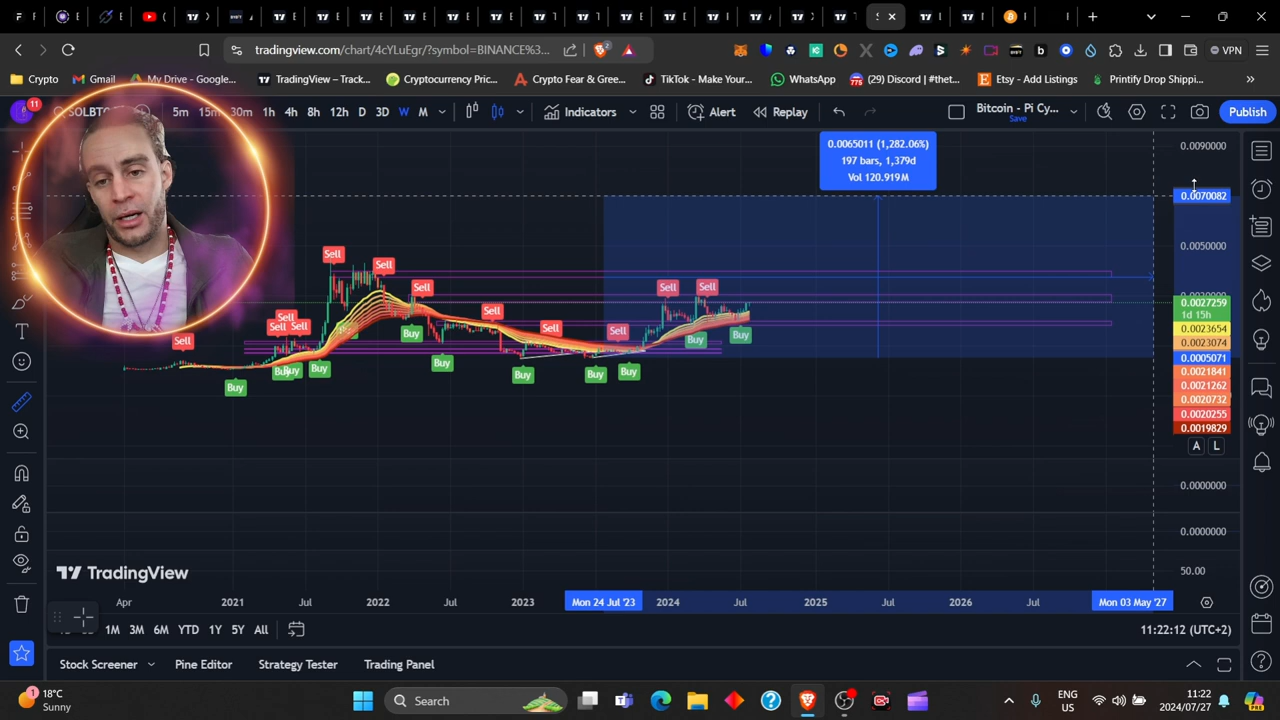 tradingview.com/chart/4cYLuEgr/?symbol=BINANCE%3...
VPN
Crypto
Gmail
My Drive - Google...
TradingView – Track...
Cryptocurrency Pric...
Crypto Fear & Gree...
TikTok - Make Your...
WhatsApp
(29) Discord | #thet...
Etsy - Add Listings
Printify Drop Shippi...
11
SOLBTC
5m 15m 30m 1h 4h 8h 12h D 3D W M
Indicators
Alert
Replay
Bitcoin - Pi Cy...
Save
Publish
0.0065011 (1,282.06%)
197 bars, 1,379d
Vol 120.919M
0.0090000
0.0070082
0.0050000
0.0027259
1d 15h
0.0023654
0.0023074
0.0005071
0.0021841
0.0021262
0.0020732
0.0020255
0.0019829
A L
0.0000000
0.0000000
50.00
Sell
Sell
Sell
Sell
Sell
Sell
Sell
Sell
Sell
Sell
Sell
Sell
Buy
Buy
Buy
Buy
Buy
Buy
Buy
Buy
Buy
Buy
Buy
TradingView
Apr 2021 Jul 2022 Jul 2023 Mon 24 Jul '23 2024 Jul 2025 Jul 2026 Jul Mon 03 May '27
1M 3M 6M YTD 1Y 5Y All
11:22:12 (UTC+2)
Stock Screener
Pine Editor
Strategy Tester
Trading Panel
1
18°C
Sunny
Search
ENG
US
11:22
2024/07/27